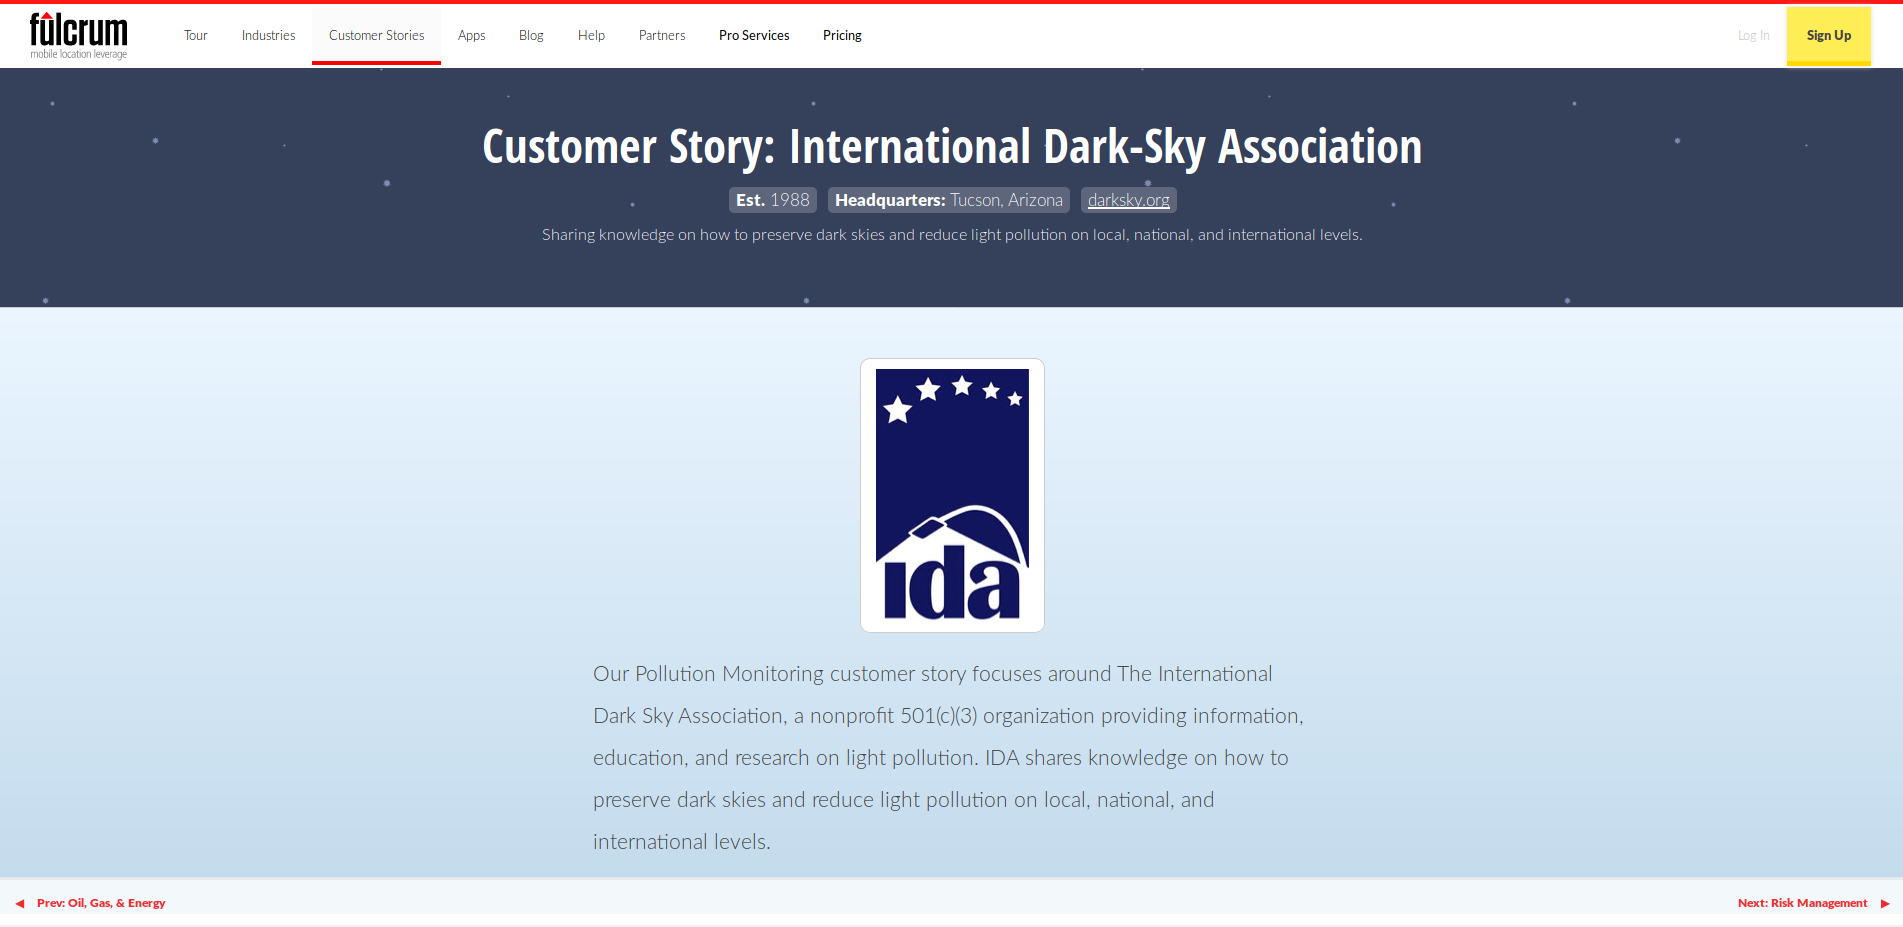 fulcrum
mobile location leverage
Tour Industries Customer Stories Apps Blog Help Partners Pro Services Pricing Log In Sign Up
Customer Story: International Dark-Sky Association
Est. 1988 Headquarters: Tucson, Arizona darksky.org
Sharing knowledge on how to preserve dark skies and reduce light pollution on local, national, and international levels.
ida
Our Pollution Monitoring customer story focuses around The International
Dark Sky Association, a nonprofit 501(c)(3) organization providing information,
education, and research on light pollution. IDA shares knowledge on how to
preserve dark skies and reduce light pollution on local, national, and
international levels.
◀ Prev: Oil, Gas, & Energy
Next: Risk Management ▶